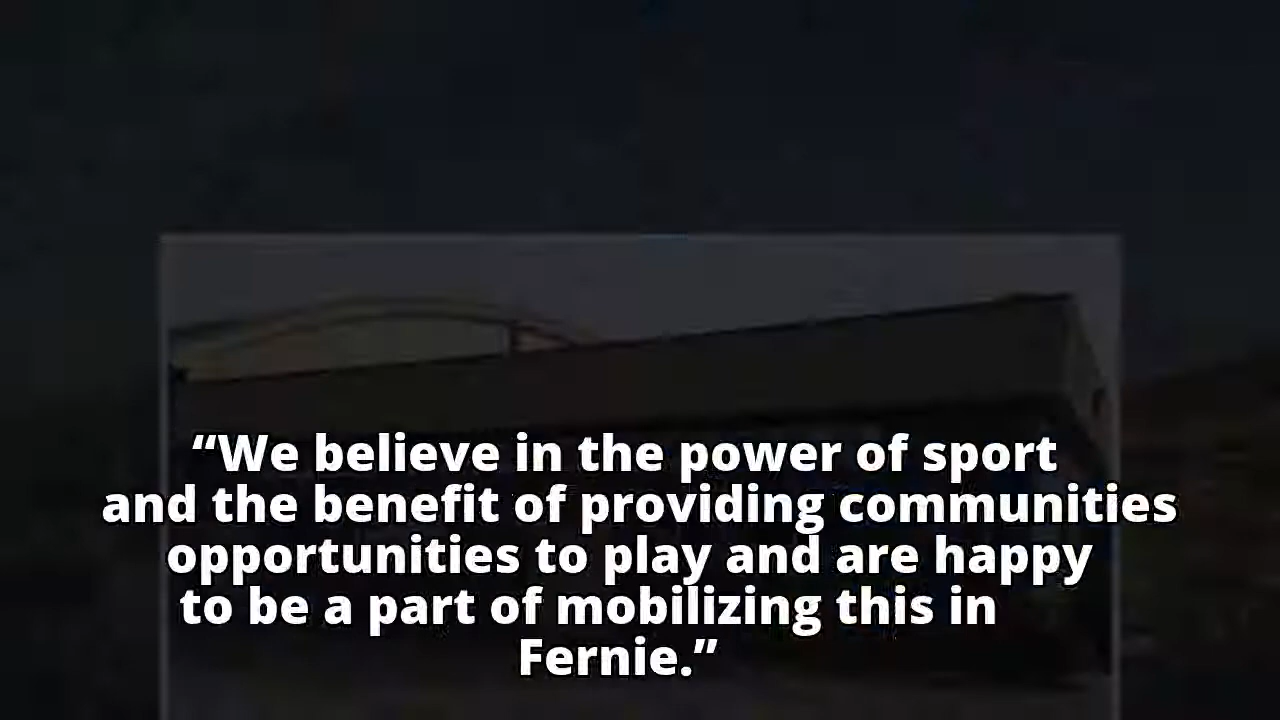 “We believe in the power of sport
and the benefit of providing communities
opportunities to play and are happy
to be a part of mobilizing this in
Fernie.”